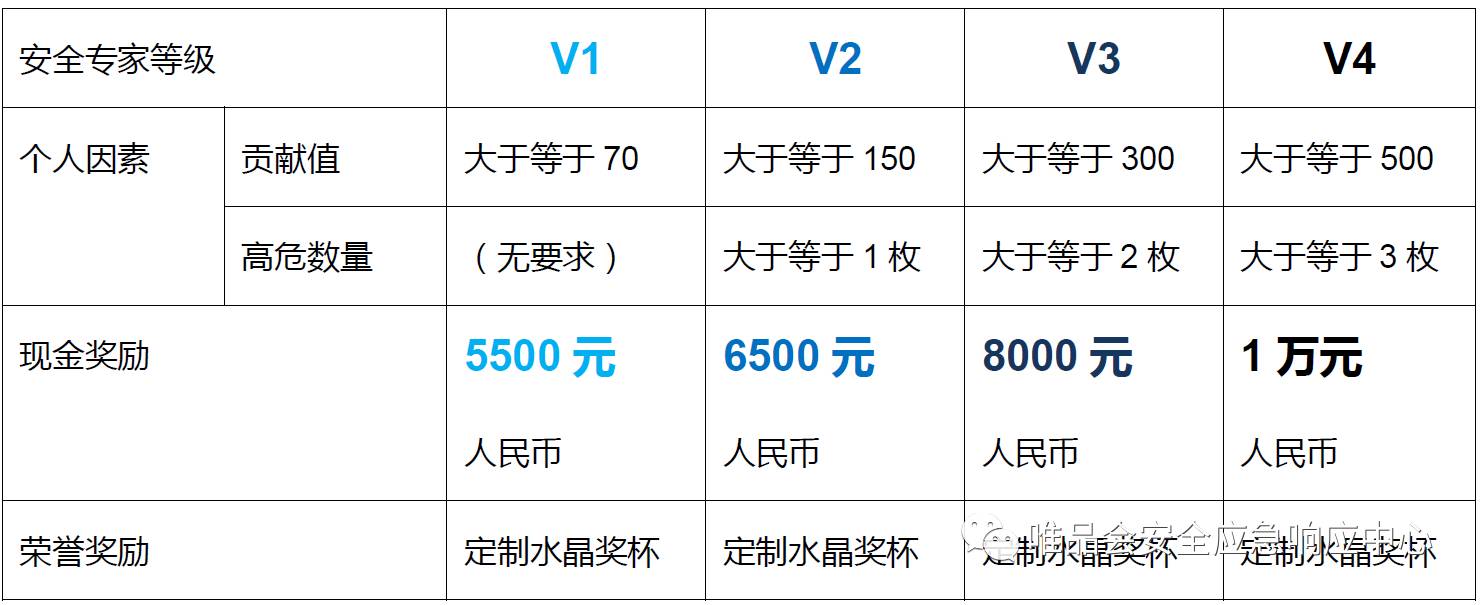 安全专家等级 V1 V2 V3 V4
个人因素 贡献值 大于等于 70 大于等于 150 大于等于 300 大于等于 500
高危数量 （无要求） 大于等于 1 枚 大于等于 2 枚 大于等于 3 枚
现金奖励 5500 元 6500 元 8000 元 1 万元
人民币 人民币 人民币 人民币
荣誉奖励 定制水晶奖杯 定制水晶奖杯 定制水晶奖杯 定制水晶奖杯
唯品会安全应急响应中心